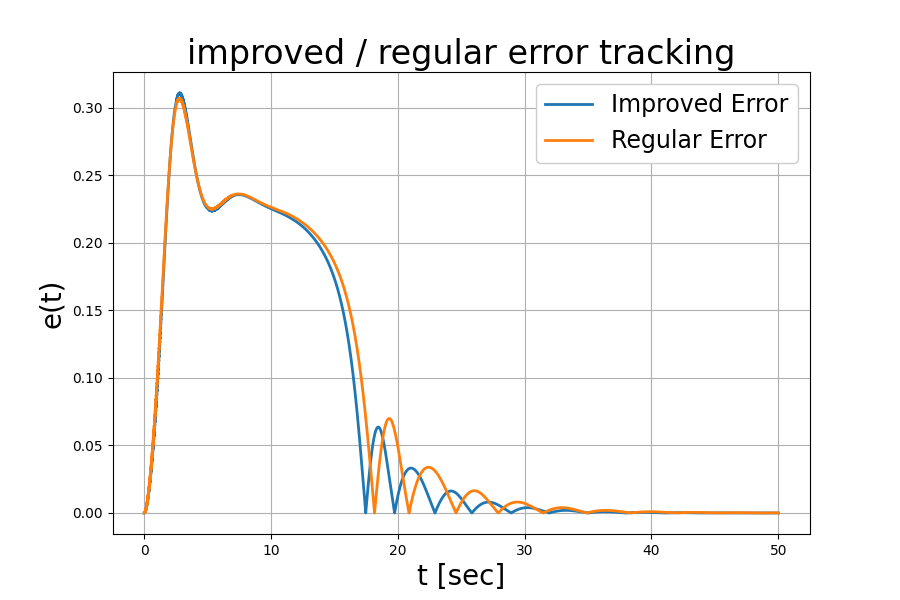 improved / regular error tracking
Improved Error
Regular Error
0.30
0.25
0.20
0.15
0.10
0.05
0.00
e(t)
0 10 20 30 40 50
t [sec]